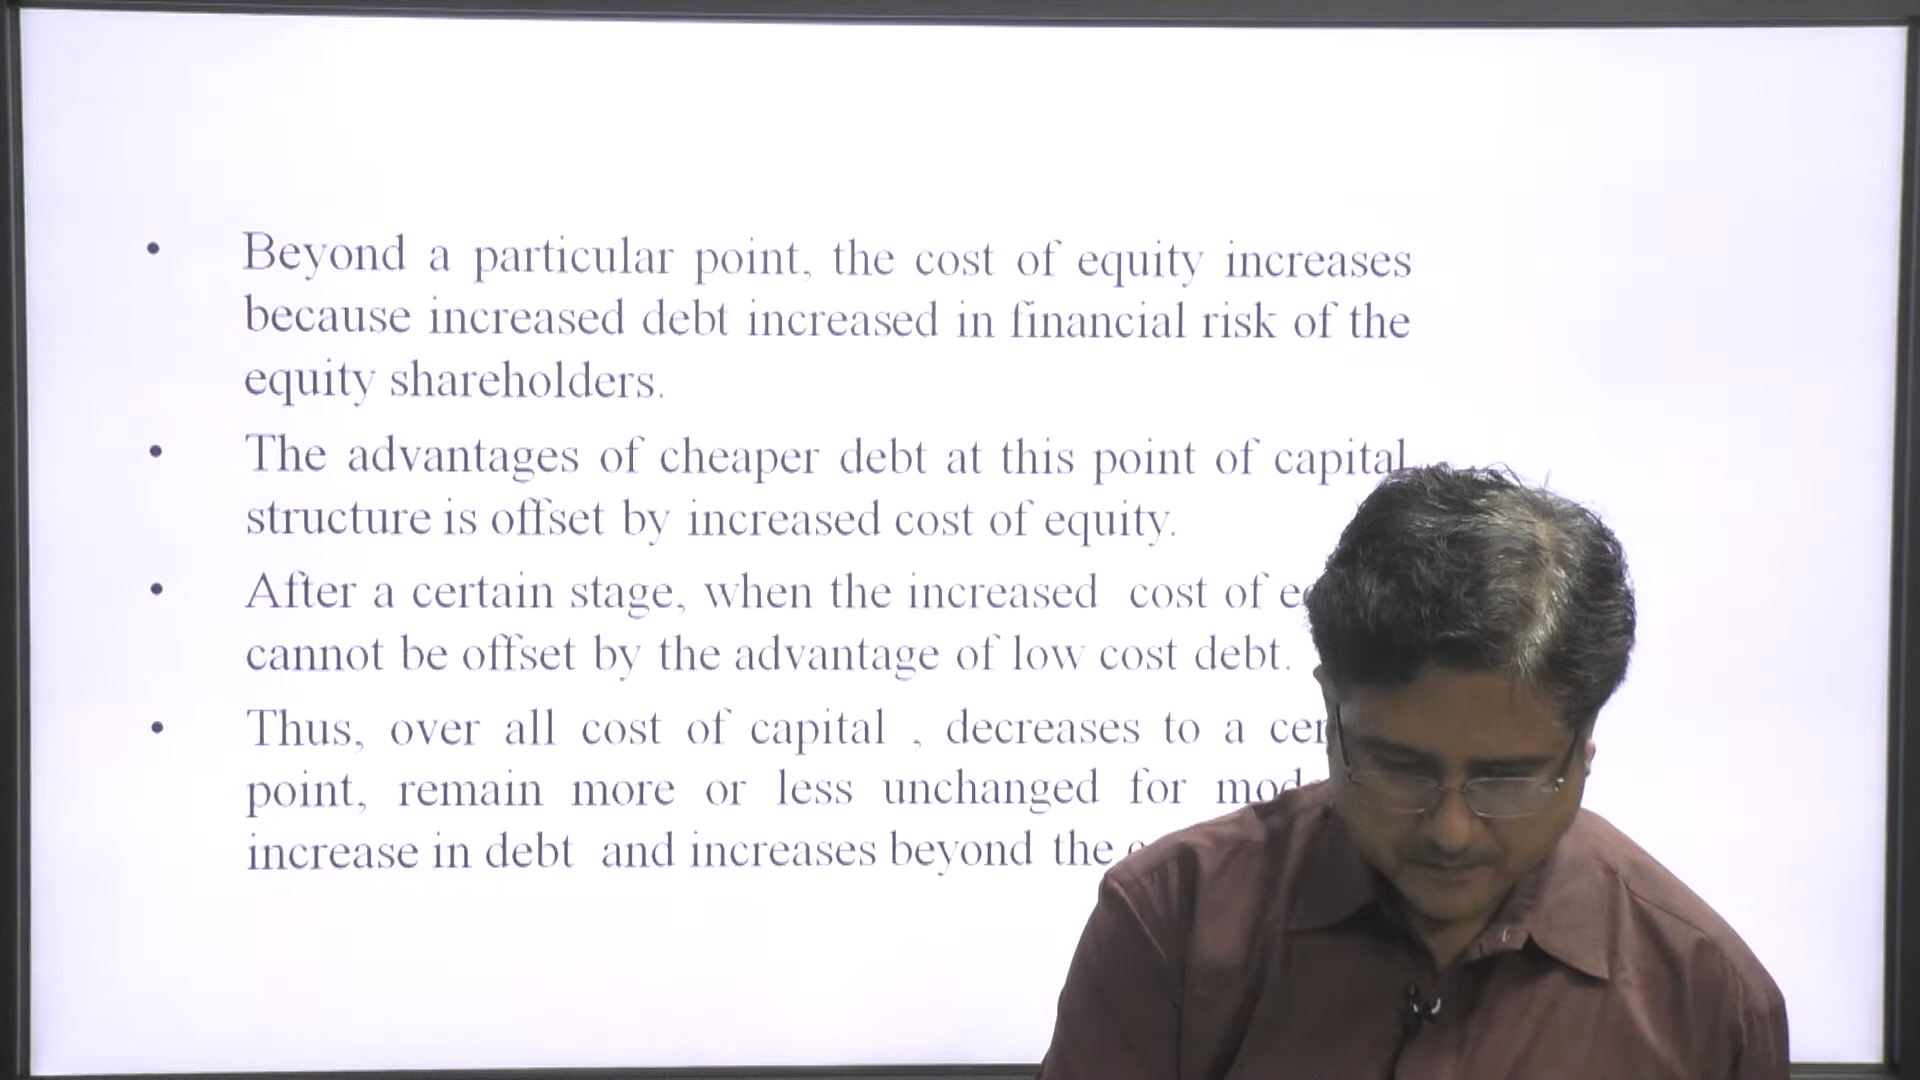 • Beyond a particular point, the cost of equity increases
because increased debt increased in financial risk of the
equity shareholders.
• The advantages of cheaper debt at this point of capital
structure is offset by increased cost of equity.
• After a certain stage, when the increased cost of
cannot be offset by the advantage of low cost debt.
• Thus, over all cost of capital , decreases to a
point, remain more or less unchanged for
increase in debt and increases beyond the